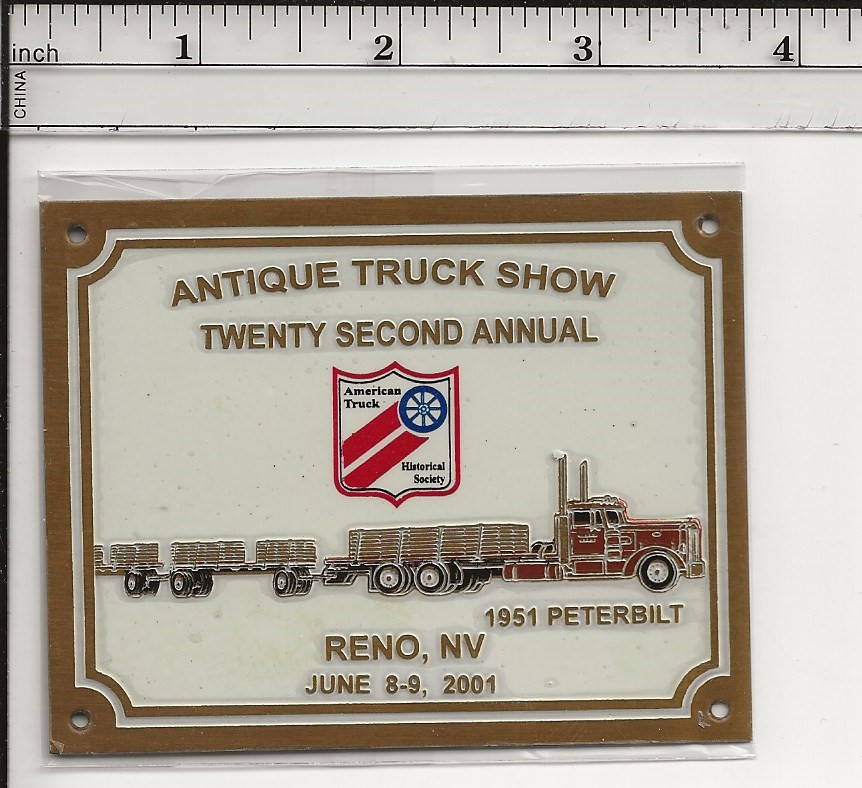 inch 1 2 3 4
CHINA
ANTIQUE TRUCK SHOW
TWENTY SECOND ANNUAL
American
Truck
Historical
Society
1951 PETERBILT
RENO, NV
JUNE 8-9, 2001